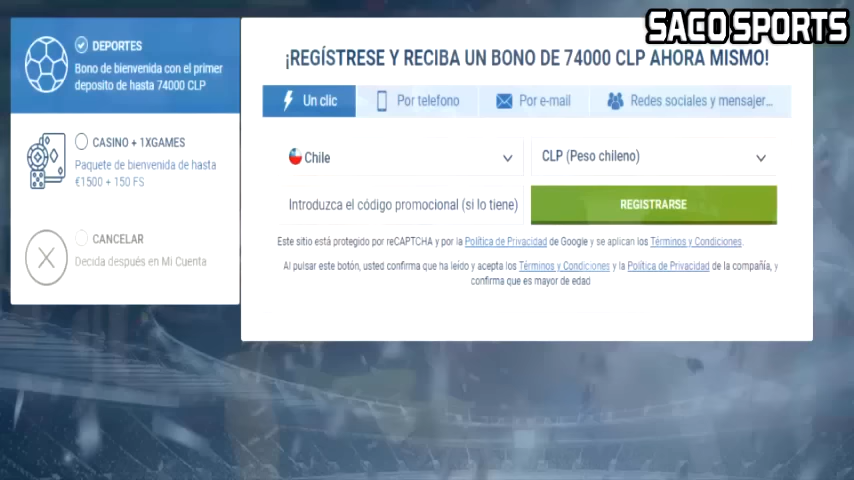 SACO SPORTS
DEPORTES
Bono de bienvenida con el primer
deposito de hasta 74000 CLP
CASINO + 1XGAMES
Paquete de bienvenida de hasta
€1500 + 150 FS
CANCELAR
Decida después en Mi Cuenta
¡REGÍSTRESE Y RECIBA UN BONO DE 74000 CLP AHORA MISMO!
Un clic
Por telefono
Por e-mail
Redes sociales y mensajer...
Chile
CLP (Peso chileno)
Introduzca el código promocional (si lo tiene)
REGISTRARSE
Este sitio está protegido por reCAPTCHA y por la Política de Privacidad de Google y se aplican los Términos y Condiciones.
Al pulsar este botón, usted confirma que ha leído y acepta los Términos y Condiciones y la Política de Privacidad de la compañía, y
confirma que es mayor de edad